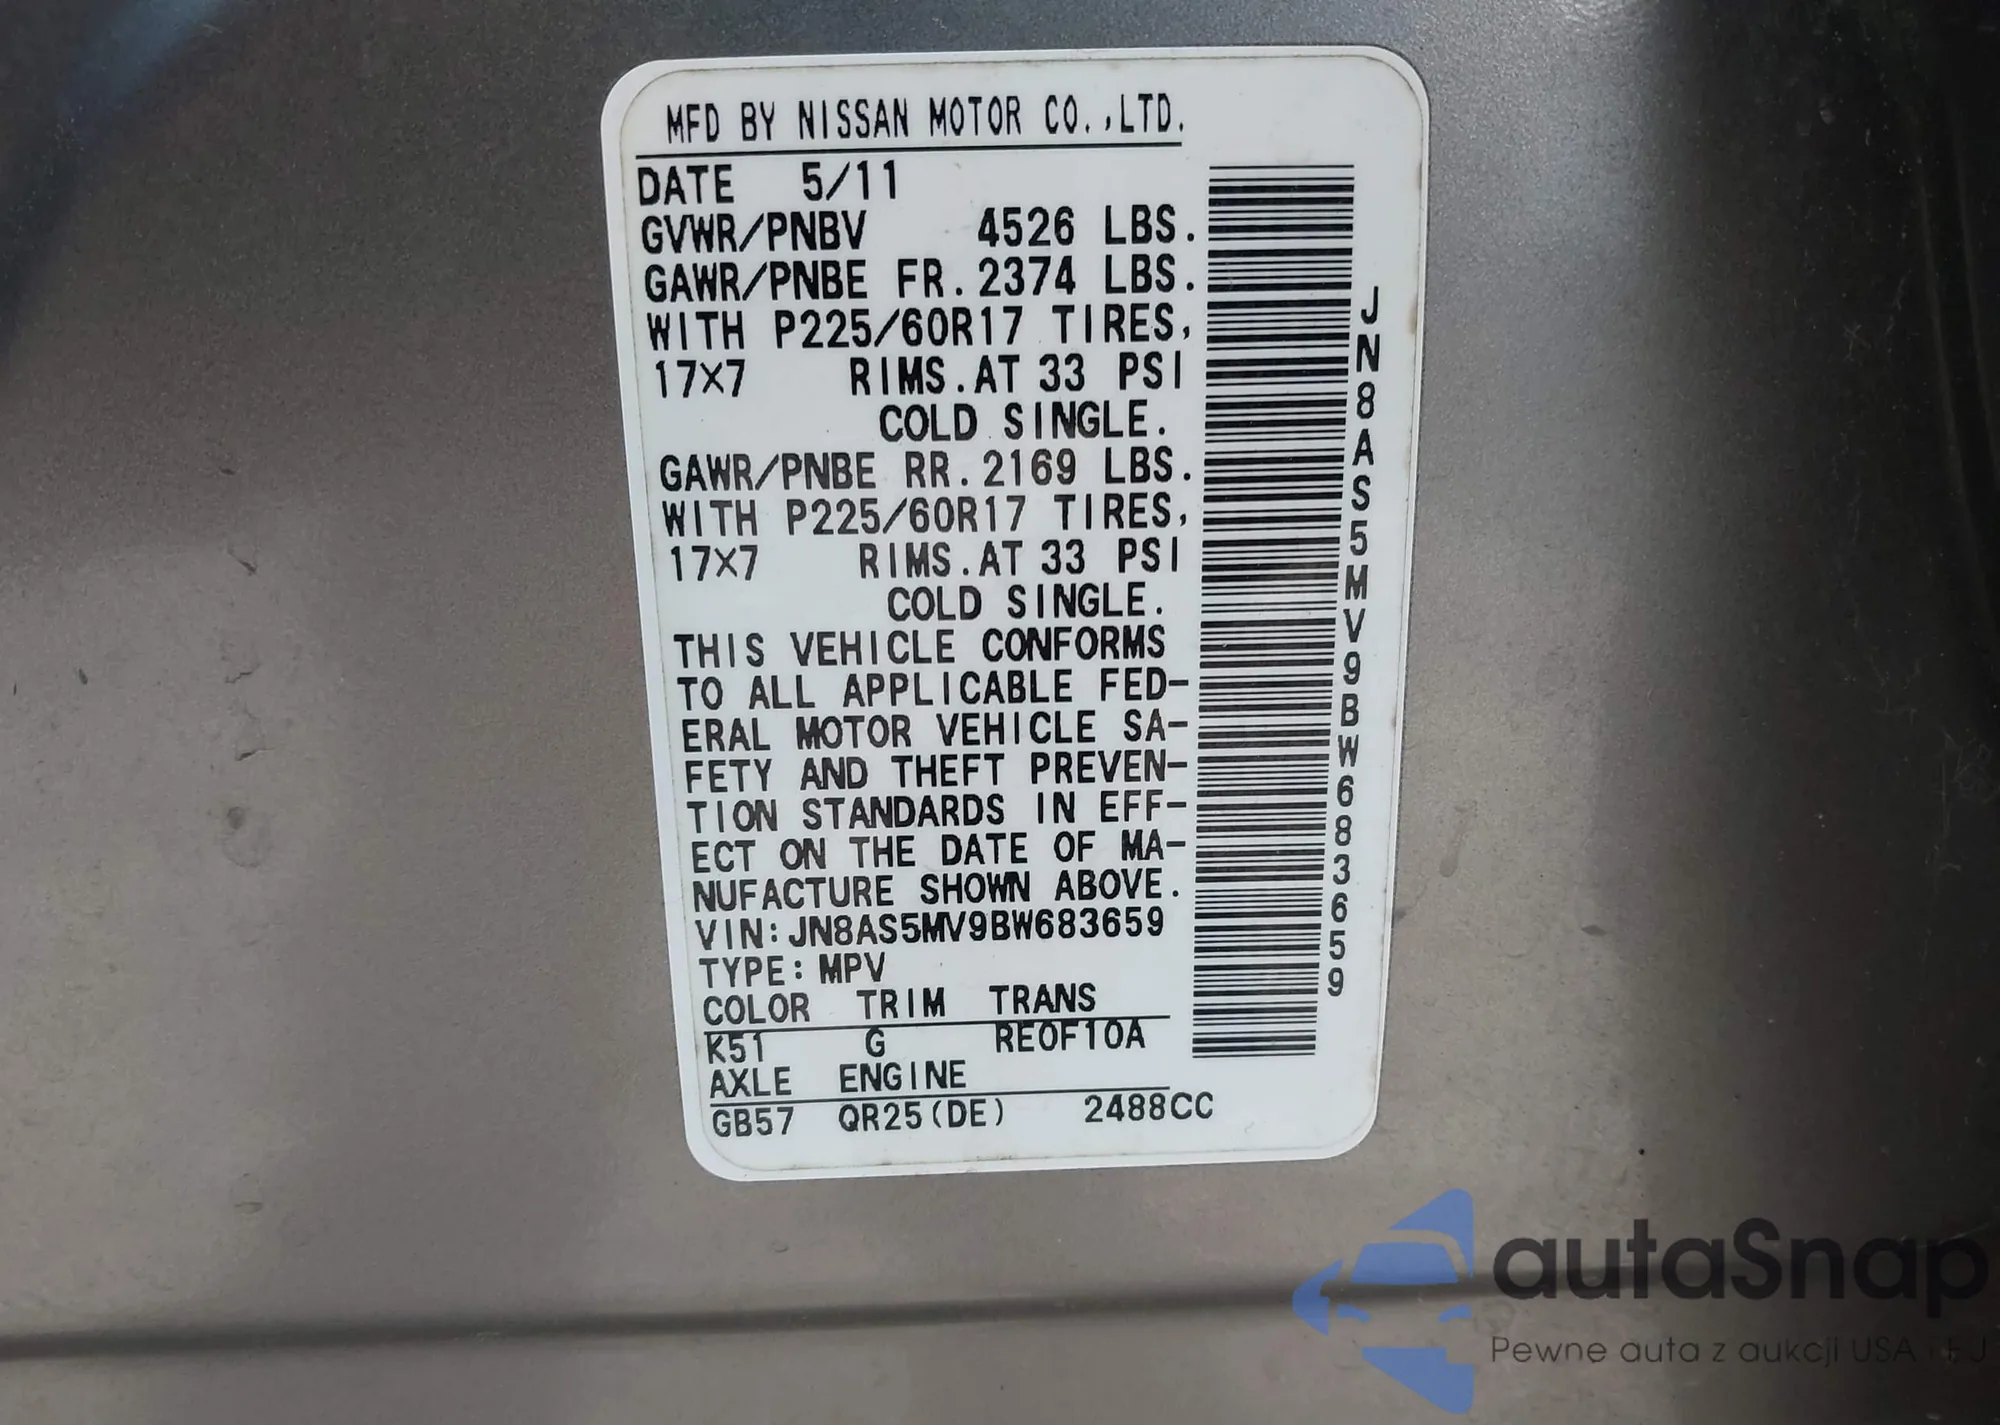 MFD BY NISSAN MOTOR CO.,LTD.
DATE 5/11
GVWR/PNBV 4526 LBS.
GAWR/PNBE FR.2374 LBS.
WITH P225/60R17 TIRES,
17×7 RIMS.AT 33 PSI
COLD SINGLE.
GAWR/PNBE RR.2169 LBS.
WITH P225/60R17 TIRES,
17×7 RIMS.AT 33 PSI
COLD SINGLE.
THIS VEHICLE CONFORMS
TO ALL APPLICABLE FED-
ERAL MOTOR VEHICLE SA-
FETY AND THEFT PREVEN-
TION STANDARDS IN EFF-
ECT ON THE DATE OF MA-
NUFACTURE SHOWN ABOVE.
VIN:JN8AS5MV9BW683659
TYPE:MPV
COLOR TRIM TRANS
K51 G RE0F10A
AXLE ENGINE
GB57 QR25(DE) 2488CC
JN8AS5MV9BW683659
autaSnap
Pewne auta z aukcji USA i EU